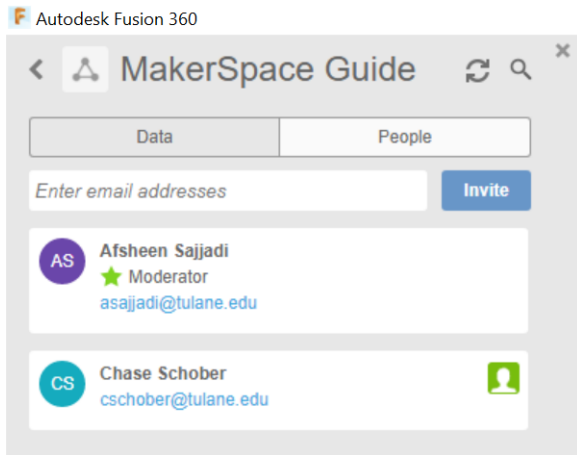 Autodesk Fusion 360
MakerSpace Guide
Data
People
Enter email addresses
Invite
AS
Afsheen Sajjadi
Moderator
asajjadi@tulane.edu
CS
Chase Schober
cschober@tulane.edu